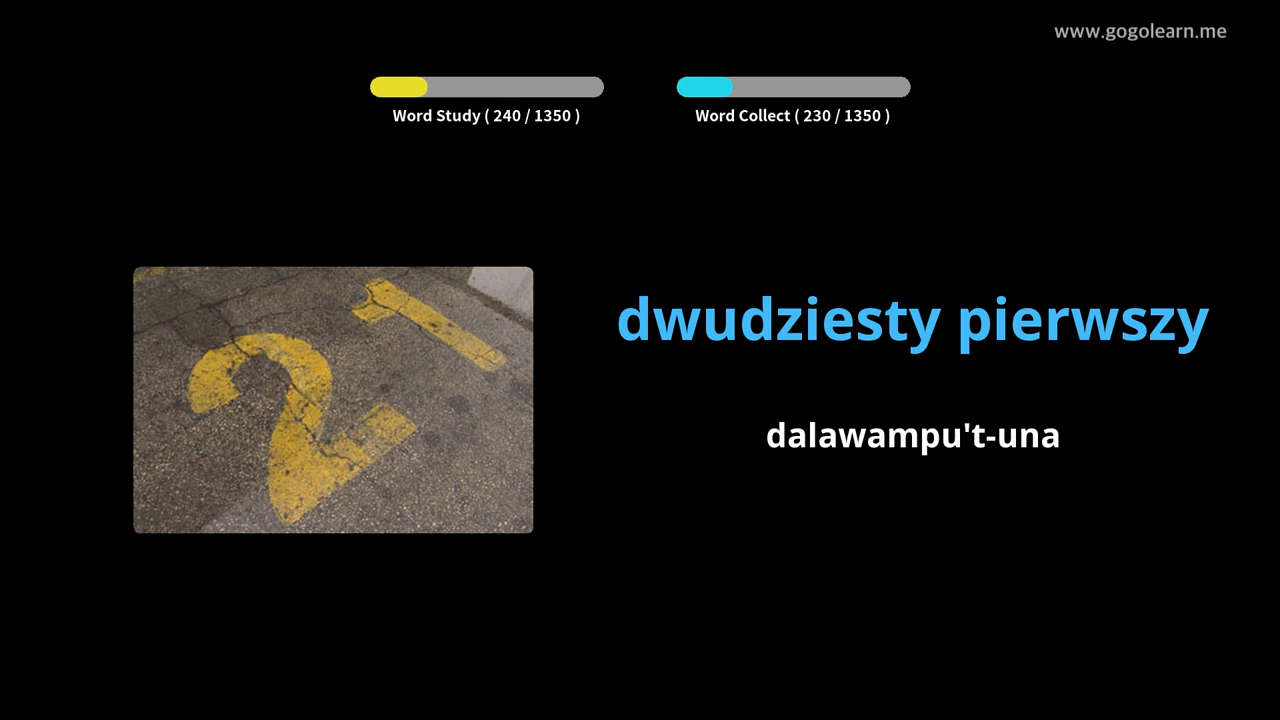 www.gogolearn.me
Word Study ( 240 / 1350 )
Word Collect ( 230 / 1350 )
21
dwudziesty pierwszy
dalawampu't-una